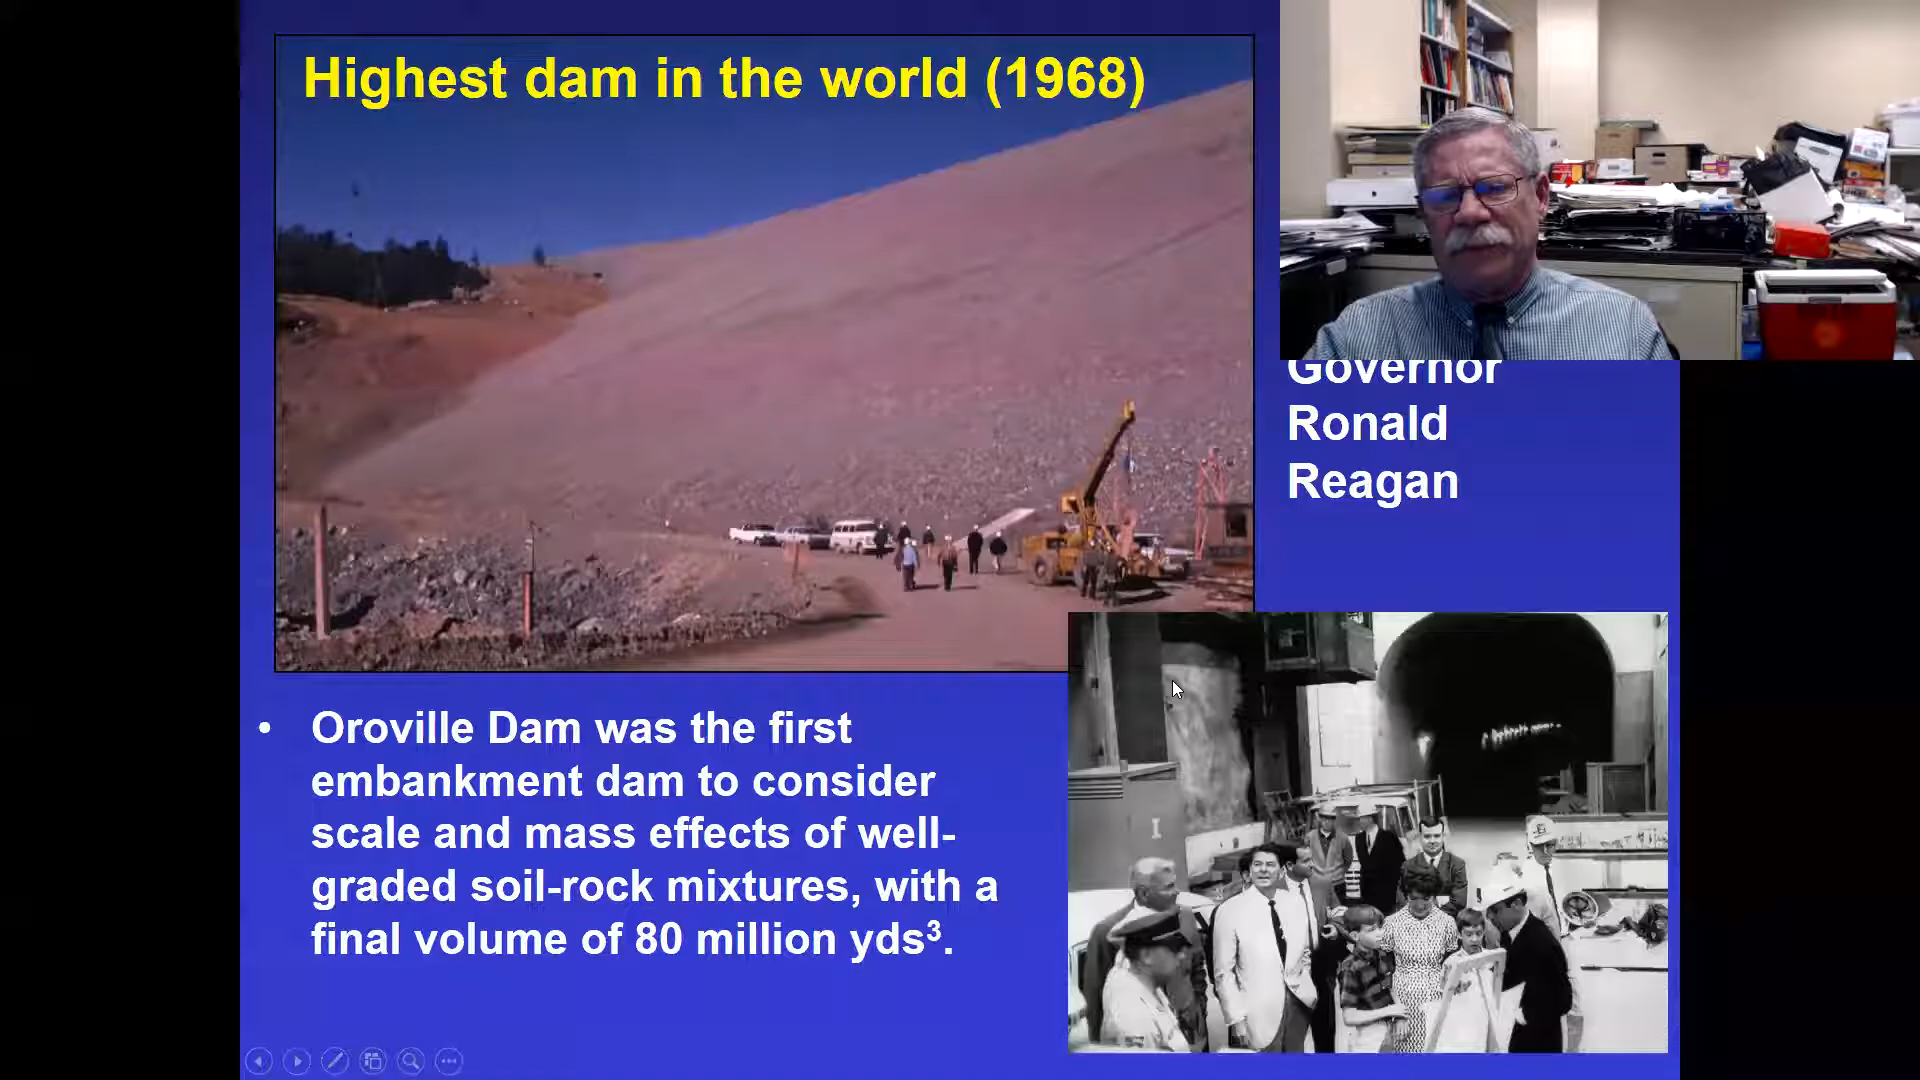 Highest dam in the world (1968)
Governor
Ronald
Reagan
• Oroville Dam was the first
embankment dam to consider
scale and mass effects of well-
graded soil-rock mixtures, with a
final volume of 80 million yds³.